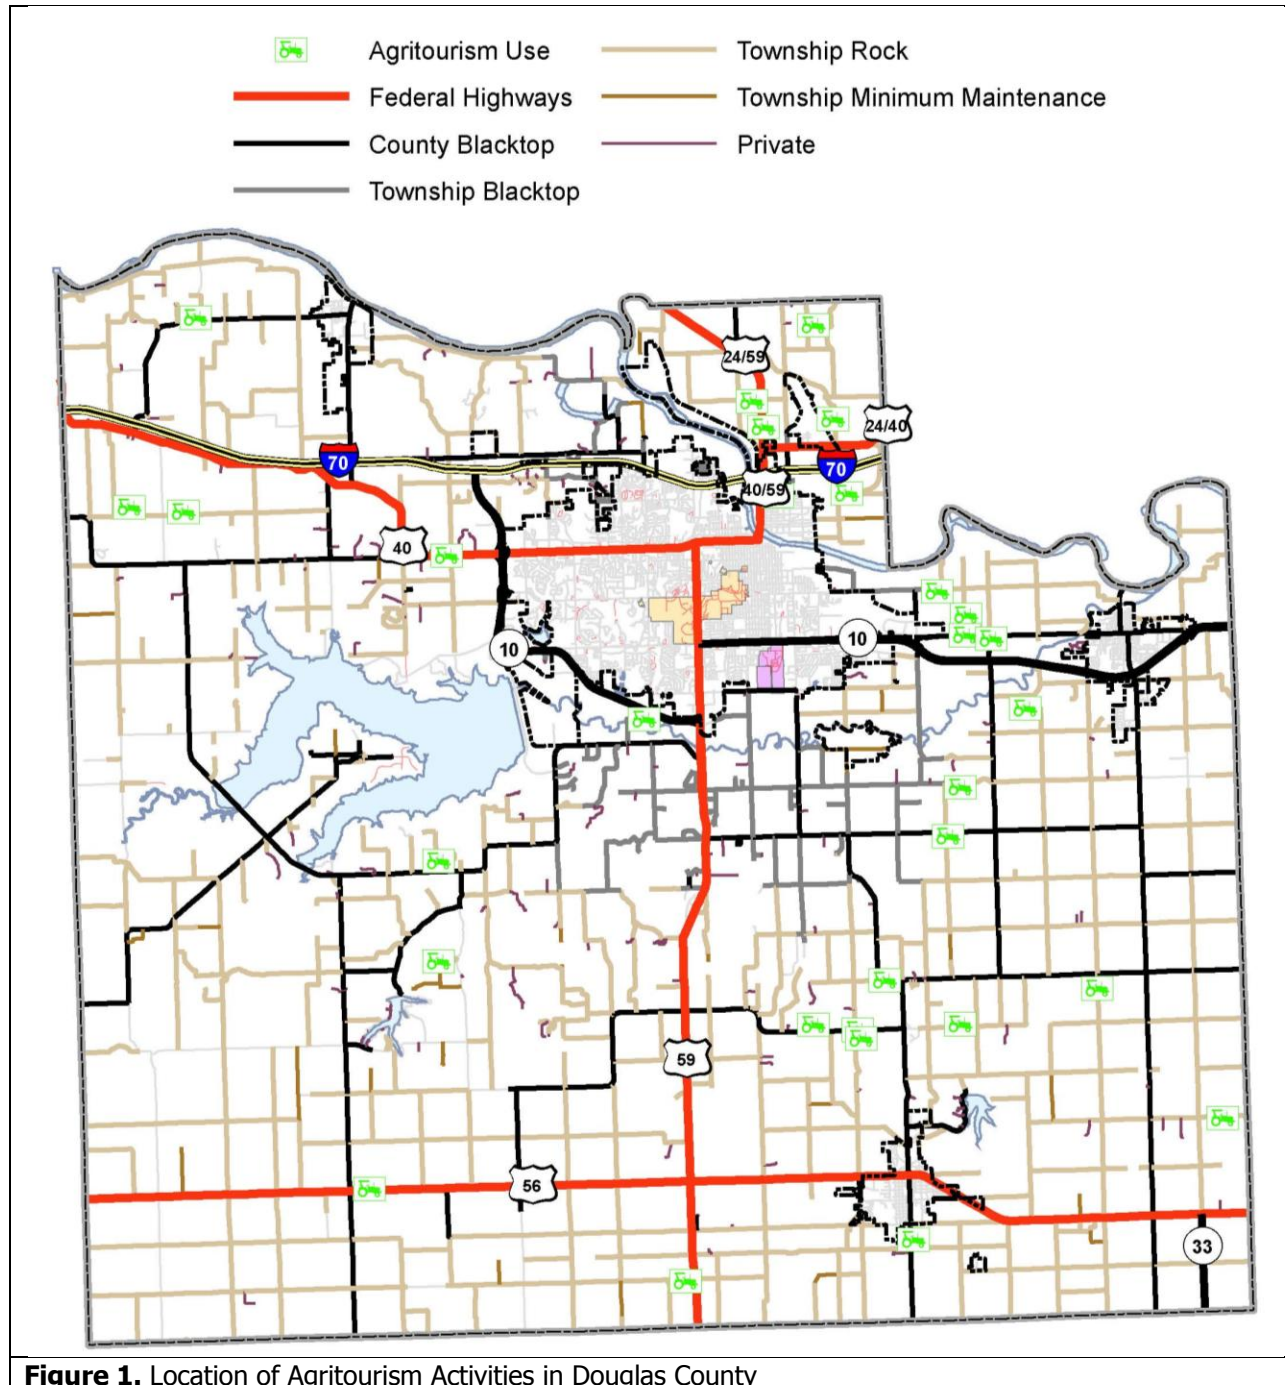 Agritourism Use
Township Rock
Federal Highways
Township Minimum Maintenance
County Blacktop
Private
Township Blacktop
24/59
24/40
70
70
40/59
40
10
10
59
56
33
Figure 1. Location of Agritourism Activities in Douglas County